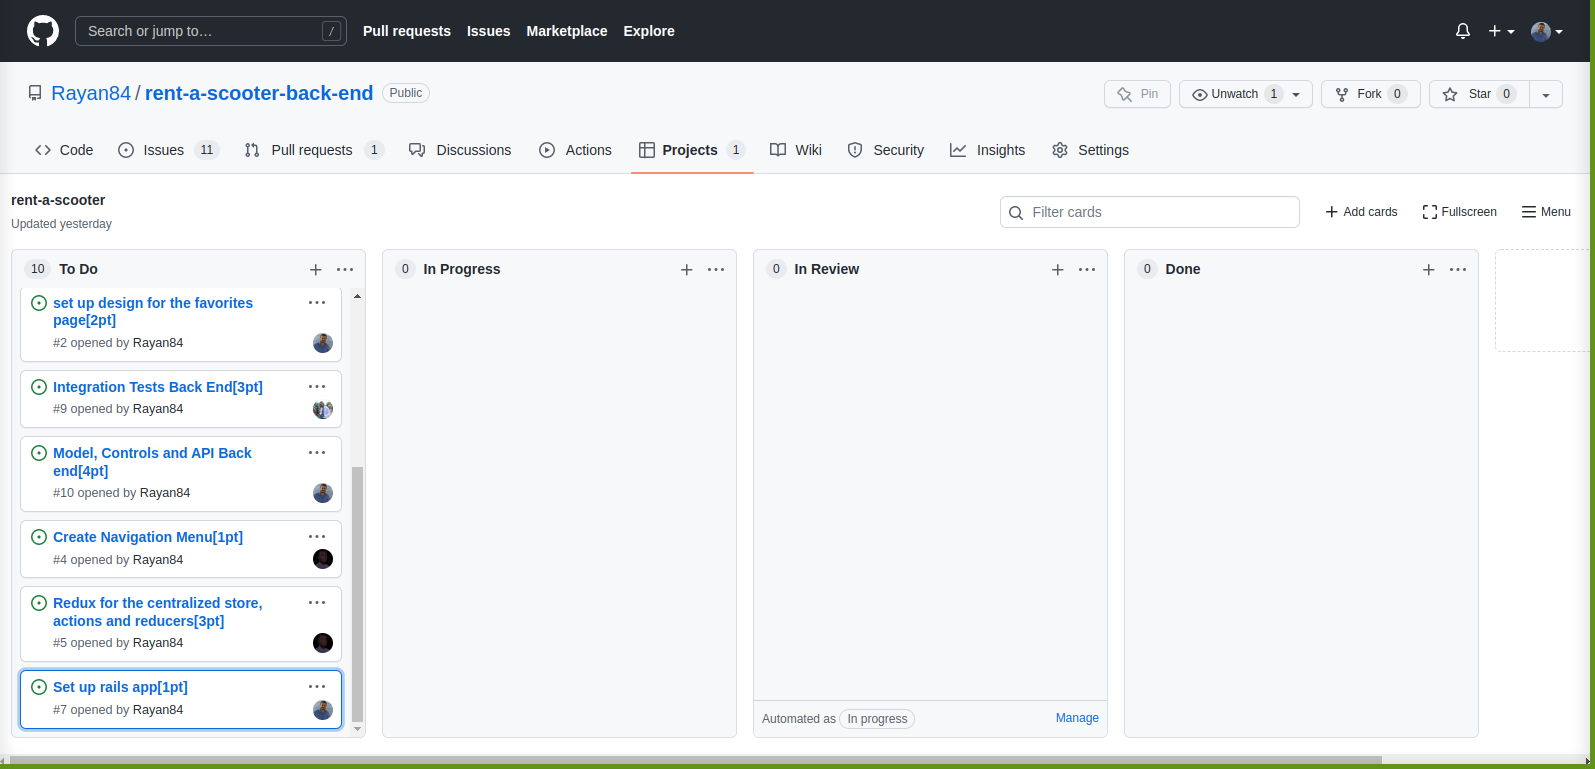 Search or jump to… /
Pull requests Issues Marketplace Explore
Rayan84 / rent-a-scooter-back-end Public
Pin Unwatch 1 Fork 0 Star 0
Code Issues 11 Pull requests 1 Discussions Actions Projects 1 Wiki Security Insights Settings
rent-a-scooter
Updated yesterday
Filter cards
Add cards Fullscreen Menu
10 To Do
set up design for the favorites
page[2pt]
#2 opened by Rayan84
Integration Tests Back End[3pt]
#9 opened by Rayan84
Model, Controls and API Back
end[4pt]
#10 opened by Rayan84
Create Navigation Menu[1pt]
#4 opened by Rayan84
Redux for the centralized store,
actions and reducers[3pt]
#5 opened by Rayan84
Set up rails app[1pt]
#7 opened by Rayan84
0 In Progress
0 In Review
Automated as In progress Manage
0 Done